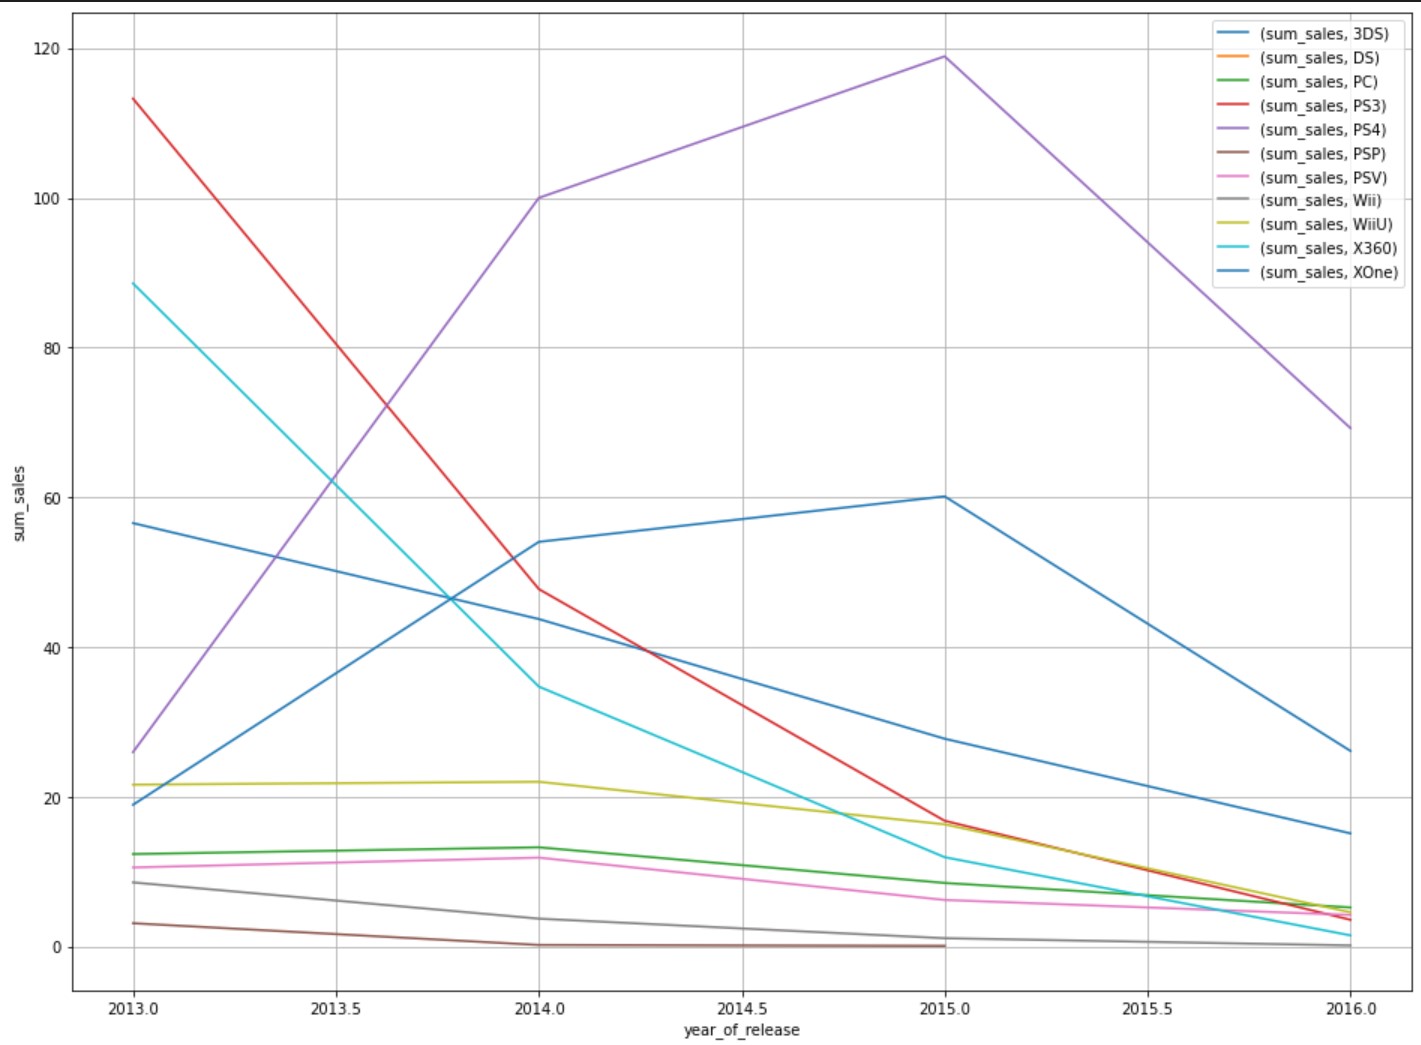 120
100
80
60
40
20
0
sum_sales
(sum_sales, 3DS)
(sum_sales, DS)
(sum_sales, PC)
(sum_sales, PS3)
(sum_sales, PS4)
(sum_sales, PSP)
(sum_sales, PSV)
(sum_sales, Wii)
(sum_sales, WiiU)
(sum_sales, X360)
(sum_sales, XOne)
2013.0 2013.5 2014.0 2014.5 2015.0 2015.5 2016.0
year_of_release